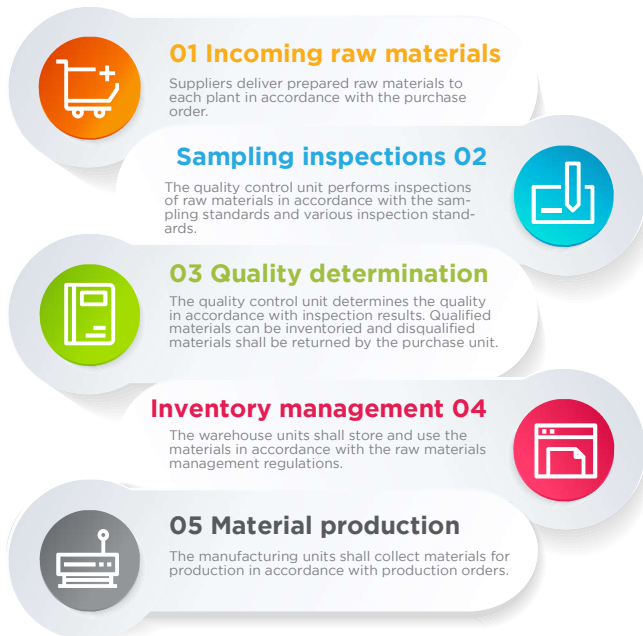 01 Incoming raw materials
Suppliers deliver prepared raw materials to
each plant in accordance with the purchase
order.
Sampling inspections 02
The quality control unit performs inspections
of raw materials in accordance with the sam-
pling standards and various inspection stand-
ards.
03 Quality determination
The quality control unit determines the quality
in accordance with inspection results. Qualified
materials can be inventoried and disqualified
materials shall be returned by the purchase unit.
Inventory management 04
The warehouse units shall store and use the
materials in accordance with the raw materials
management regulations.
05 Material production
The manufacturing units shall collect materials for
production in accordance with production orders.